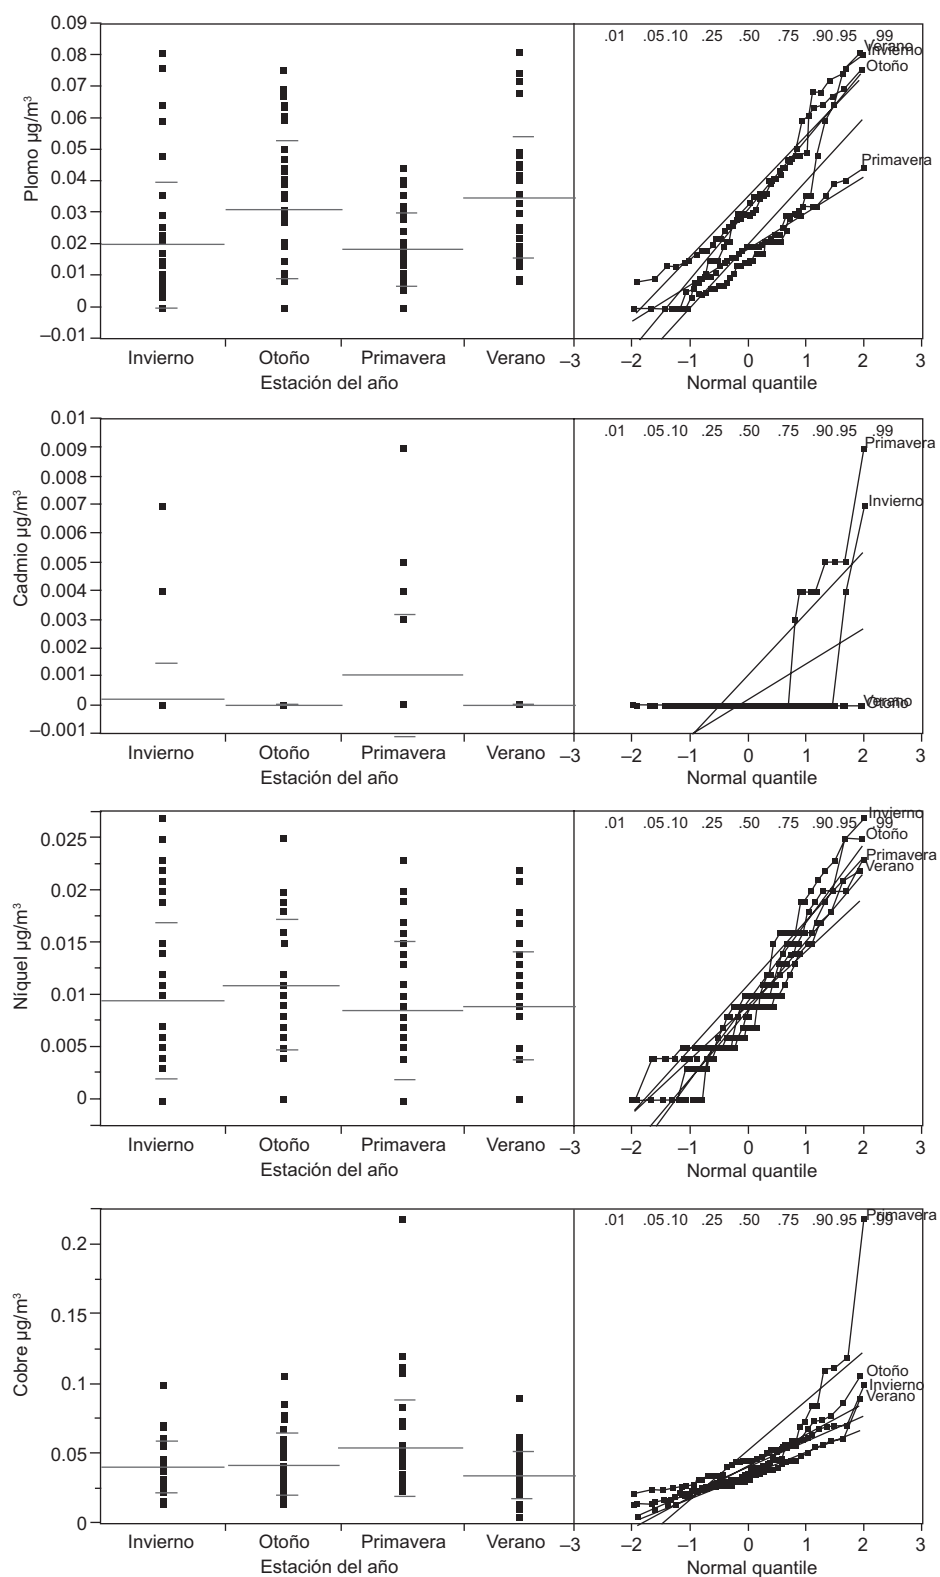 Plomo µg/m³
0.09
0.08
0.07
0.06
0.05
0.04
0.03
0.02
0.01
0
–0.01
.01 .05 .10 .25 .50 .75 .90 .95 .99
Verano
Invierno
Otoño
Primavera
Invierno Otoño Primavera Verano –3 –2 –1 0 1 2 3
Estación del año Normal quantile
Cadmio µg/m³
0.01
0.009
0.008
0.007
0.006
0.005
0.004
0.003
0.002
0.001
0
–0.001
.01 .05 .10 .25 .50 .75 .90 .95 .99
Primavera
Invierno
Verano
Otoño
Invierno Otoño Primavera Verano –3 –2 –1 0 1 2 3
Estación del año Normal quantile
Níquel µg/m³
0.025
0.02
0.015
0.01
0.005
0
.01 .05 .10 .25 .50 .75 .90 .95 .99
Invierno
Otoño
Primavera
Verano
Invierno Otoño Primavera Verano –3 –2 –1 0 1 2 3
Estación del año Normal quantile
Cobre µg/m³
0.2
0.15
0.1
0.05
0
.01 .05 .10 .25 .50 .75 .90 .95 .99
Primavera
Otoño
Invierno
Verano
Invierno Otoño Primavera Verano –3 –2 –1 0 1 2 3
Estación del año Normal quantile